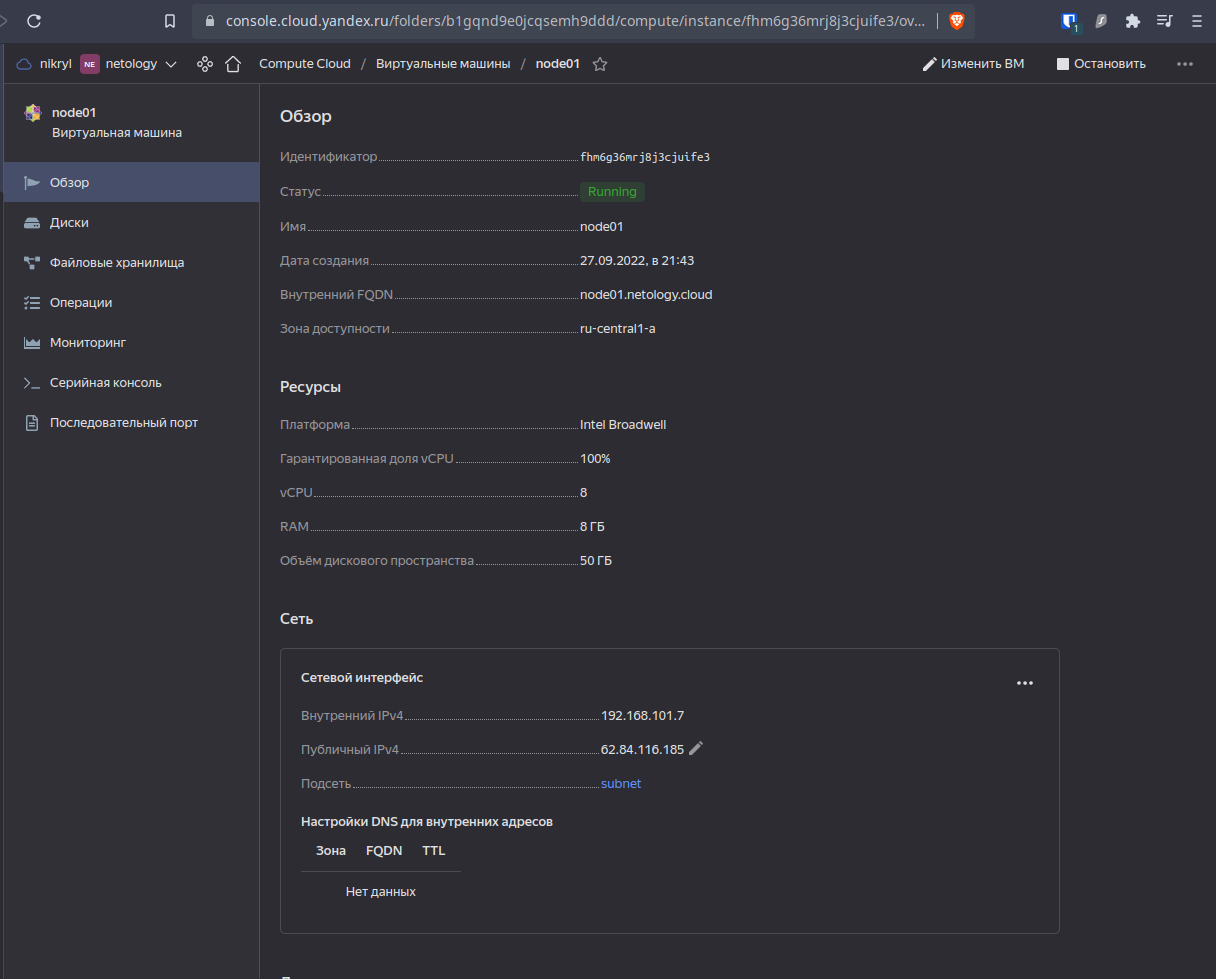 console.cloud.yandex.ru/folders/b1gqnd9e0jcqsemh9ddd/compute/instance/fhm6g36mrj8j3cjuife3/ov...
1
nikryl NE netology Compute Cloud / Виртуальные машины / node01 Изменить ВМ Остановить
node01
Виртуальная машина
Обзор
Диски
Файловые хранилища
Операции
Мониторинг
Серийная консоль
Последовательный порт
Обзор
Идентификатор fhm6g36mrj8j3cjuife3
Статус Running
Имя node01
Дата создания 27.09.2022, в 21:43
Внутренний FQDN node01.netology.cloud
Зона доступности ru-central1-a
Ресурсы
Платформа Intel Broadwell
Гарантированная доля vCPU 100%
vCPU 8
RAM 8 ГБ
Объём дискового пространства 50 ГБ
Сеть
Сетевой интерфейс
Внутренний IPv4 192.168.101.7
Публичный IPv4 62.84.116.185
Подсеть subnet
Настройки DNS для внутренних адресов
Зона FQDN TTL
Нет данных